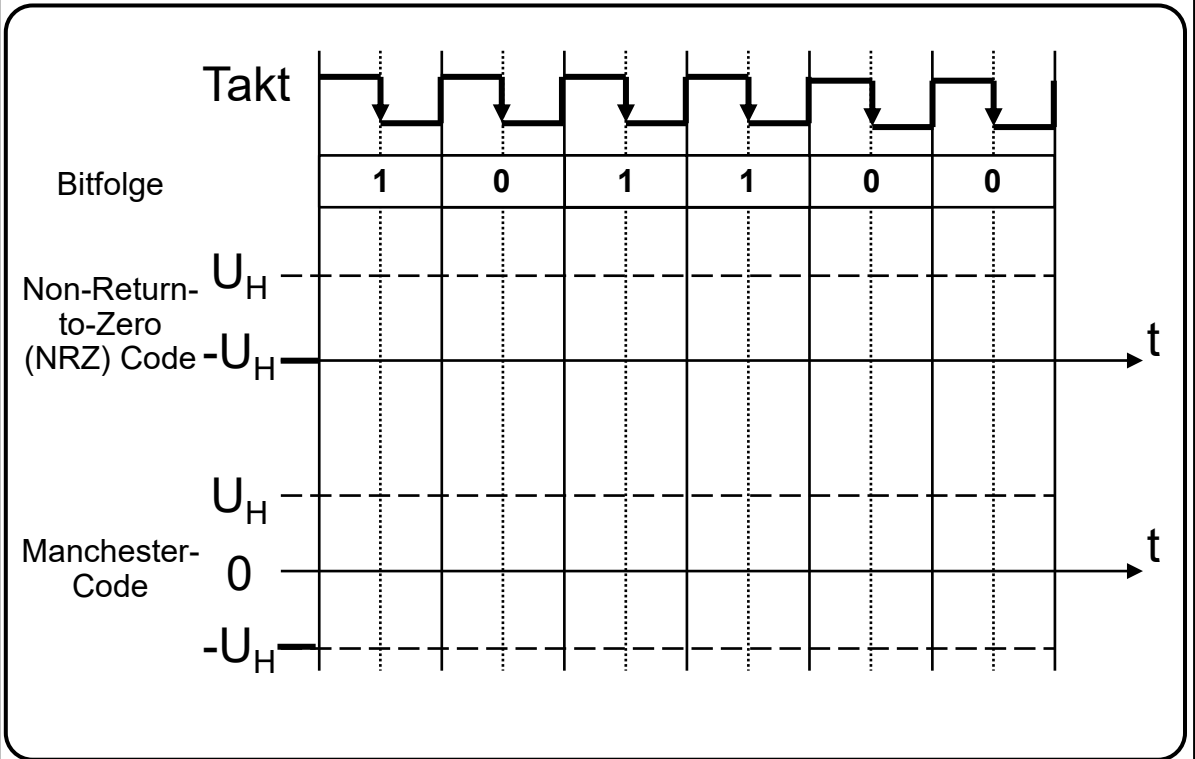 Takt
Bitfolge
1 0 1 1 0 0
Non-Return-
to-Zero
(NRZ) Code
U_H
-U_H
t
Manchester-
Code
U_H
0
-U_H
t